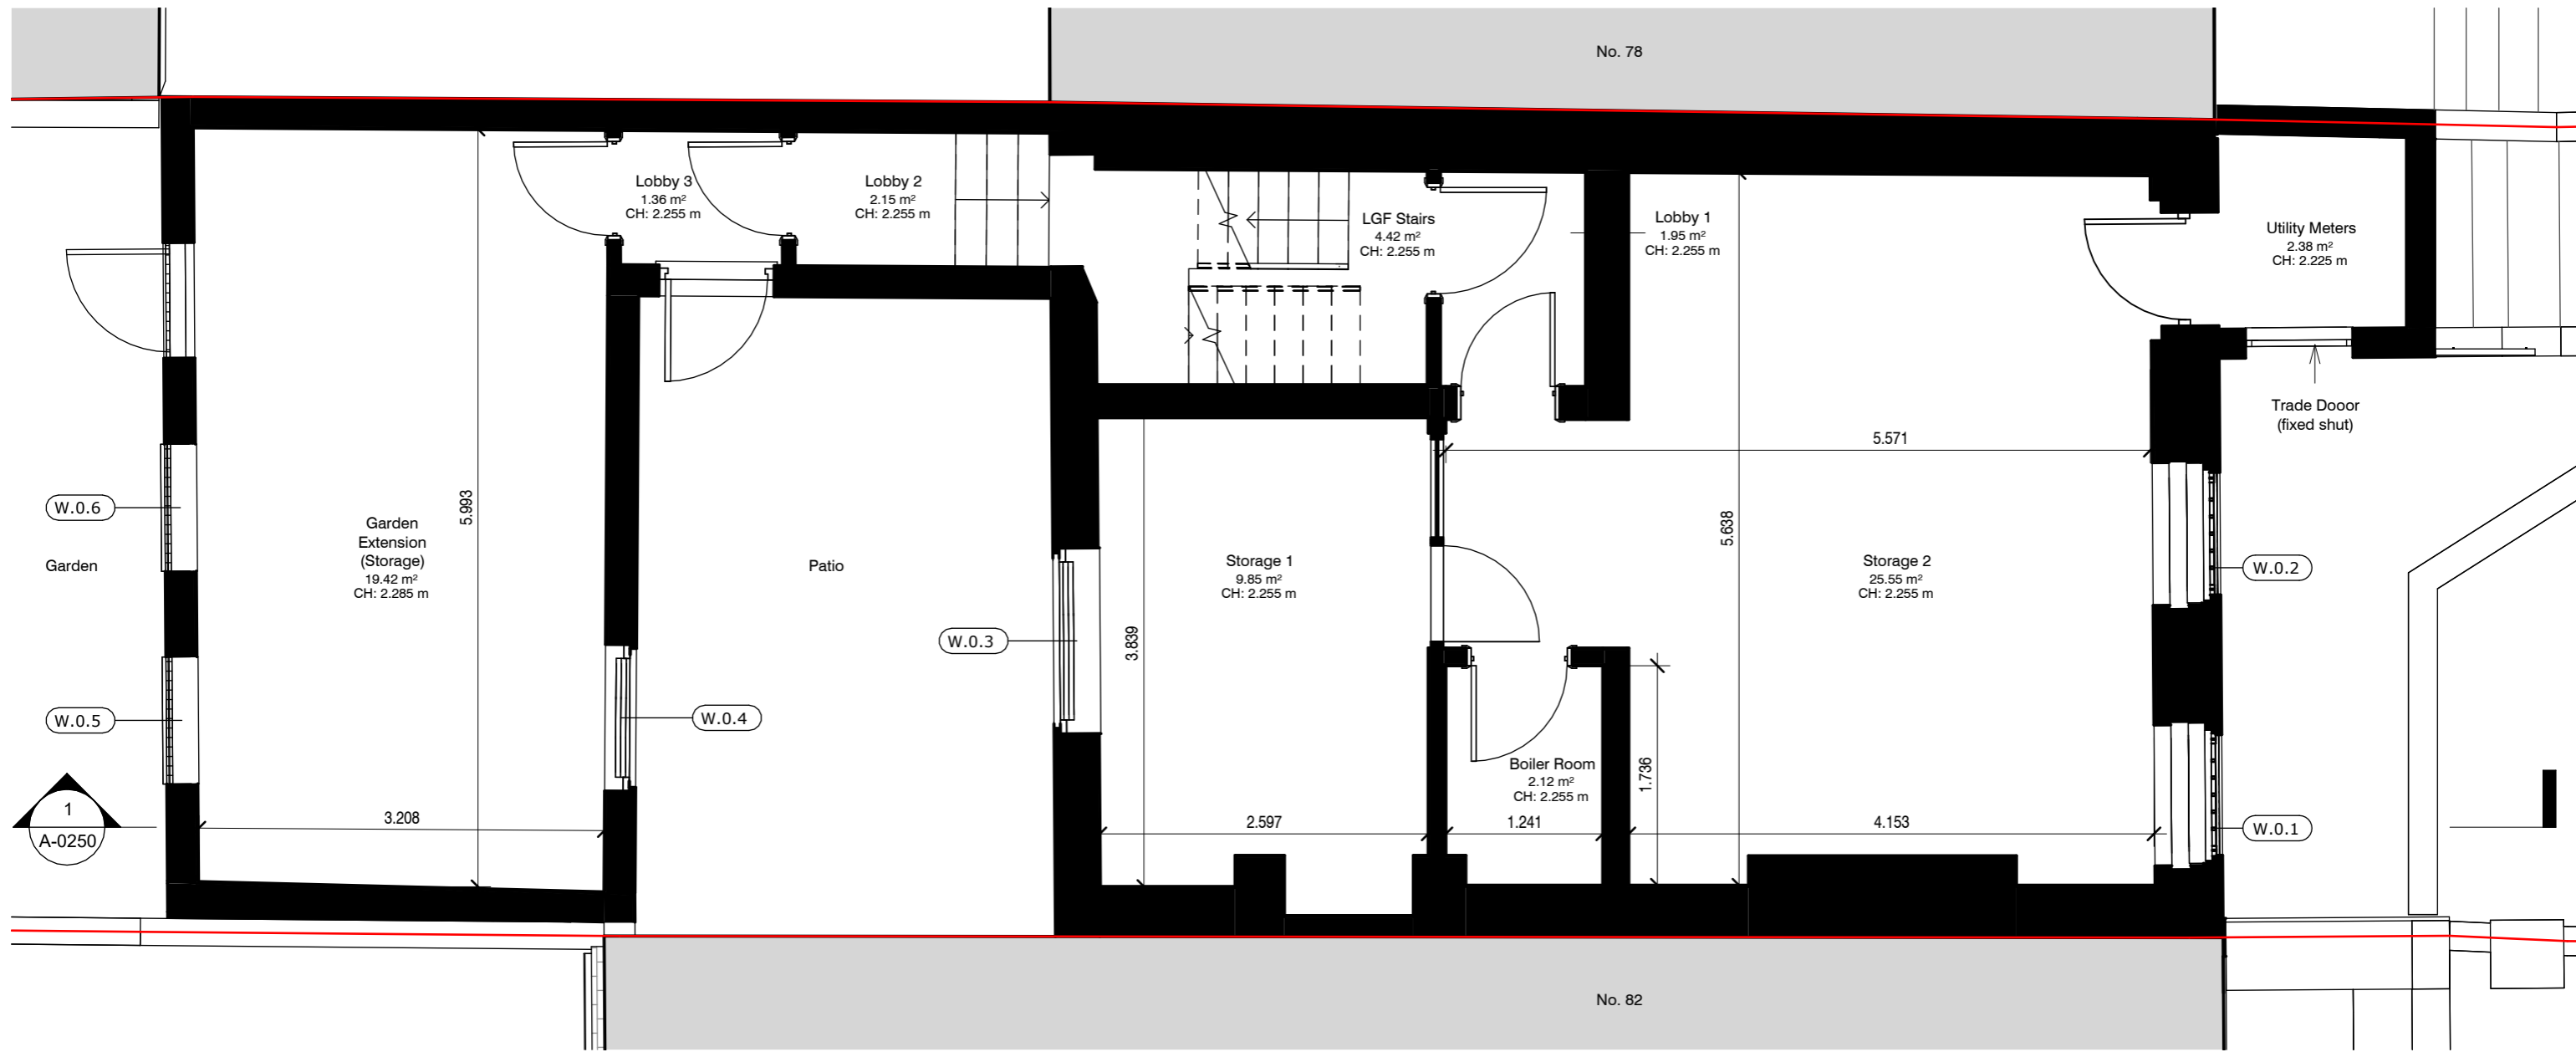 No. 78
Lobby 3
1.36 m²
CH: 2.255 m
Lobby 2
2.15 m²
CH: 2.255 m
LGF Stairs
4.42 m²
CH: 2.255 m
Lobby 1
1.95 m²
CH: 2.255 m
Utility Meters
2.38 m²
CH: 2.225 m
Trade Dooor
(fixed shut)
5.571
5.993
5.638
W.0.6
Garden
Garden
Extension
(Storage)
19.42 m²
CH: 2.285 m
Patio
Storage 1
9.85 m²
CH: 2.255 m
Storage 2
25.55 m²
CH: 2.255 m
W.0.2
W.0.3
3.839
W.0.5
W.0.4
Boiler Room
2.12 m²
CH: 2.255 m
1.736
1
A-0250
3.208
2.597
1.241
4.153
W.0.1
No. 82